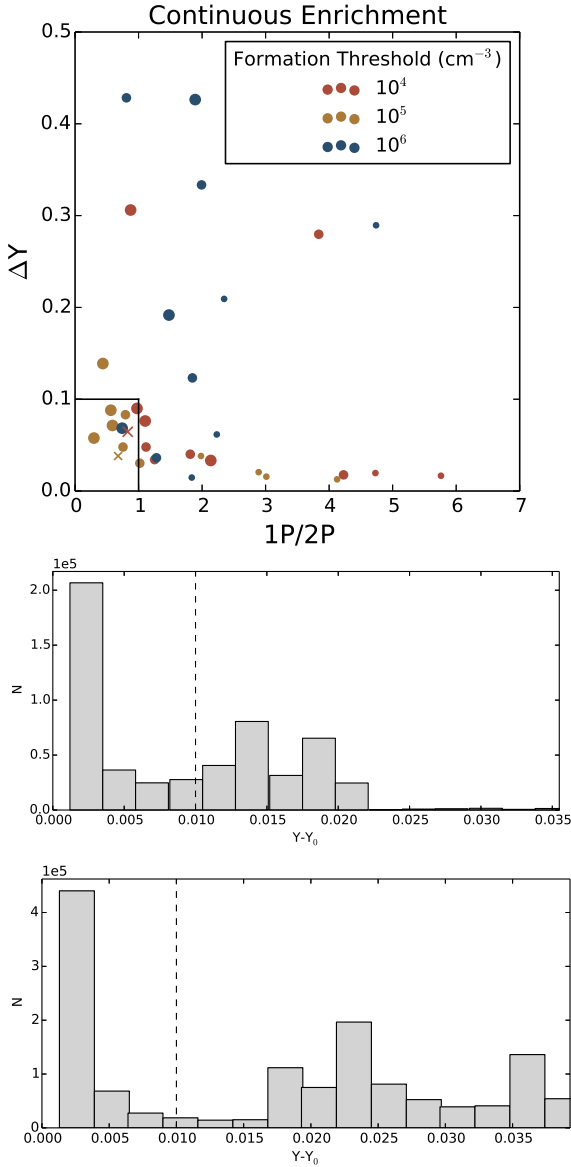 Continuous Enrichment
0.5
0.4
0.3
0.2
0.1
0.0
ΔY
Formation Threshold (cm⁻³)
10⁴
10⁵
10⁶
0 1 2 3 4 5 6 7
1P/2P
1e5
2.0
1.5
1.0
0.5
0.0
N
0.000 0.005 0.010 0.015 0.020 0.025 0.030 0.035
Y-Y₀
1e5
4
3
2
1
0
N
0.000 0.005 0.010 0.015 0.020 0.025 0.030 0.035
Y-Y₀